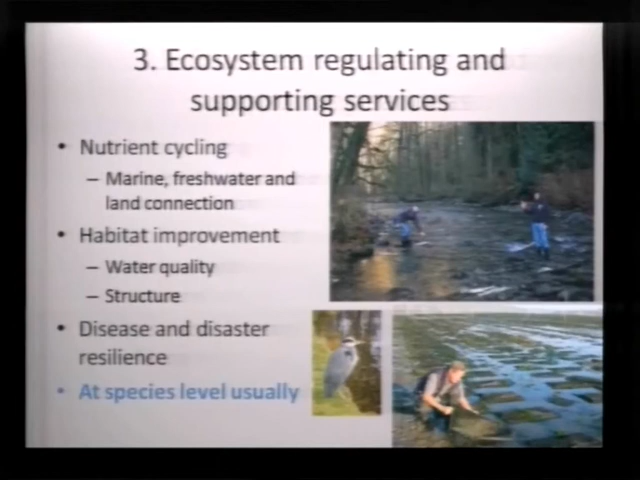 3. Ecosystem regulating and
supporting services
• Nutrient cycling
– Marine, freshwater and
land connection
• Habitat improvement
– Water quality
– Structure
• Disease and disaster
resilience
• At species level usually